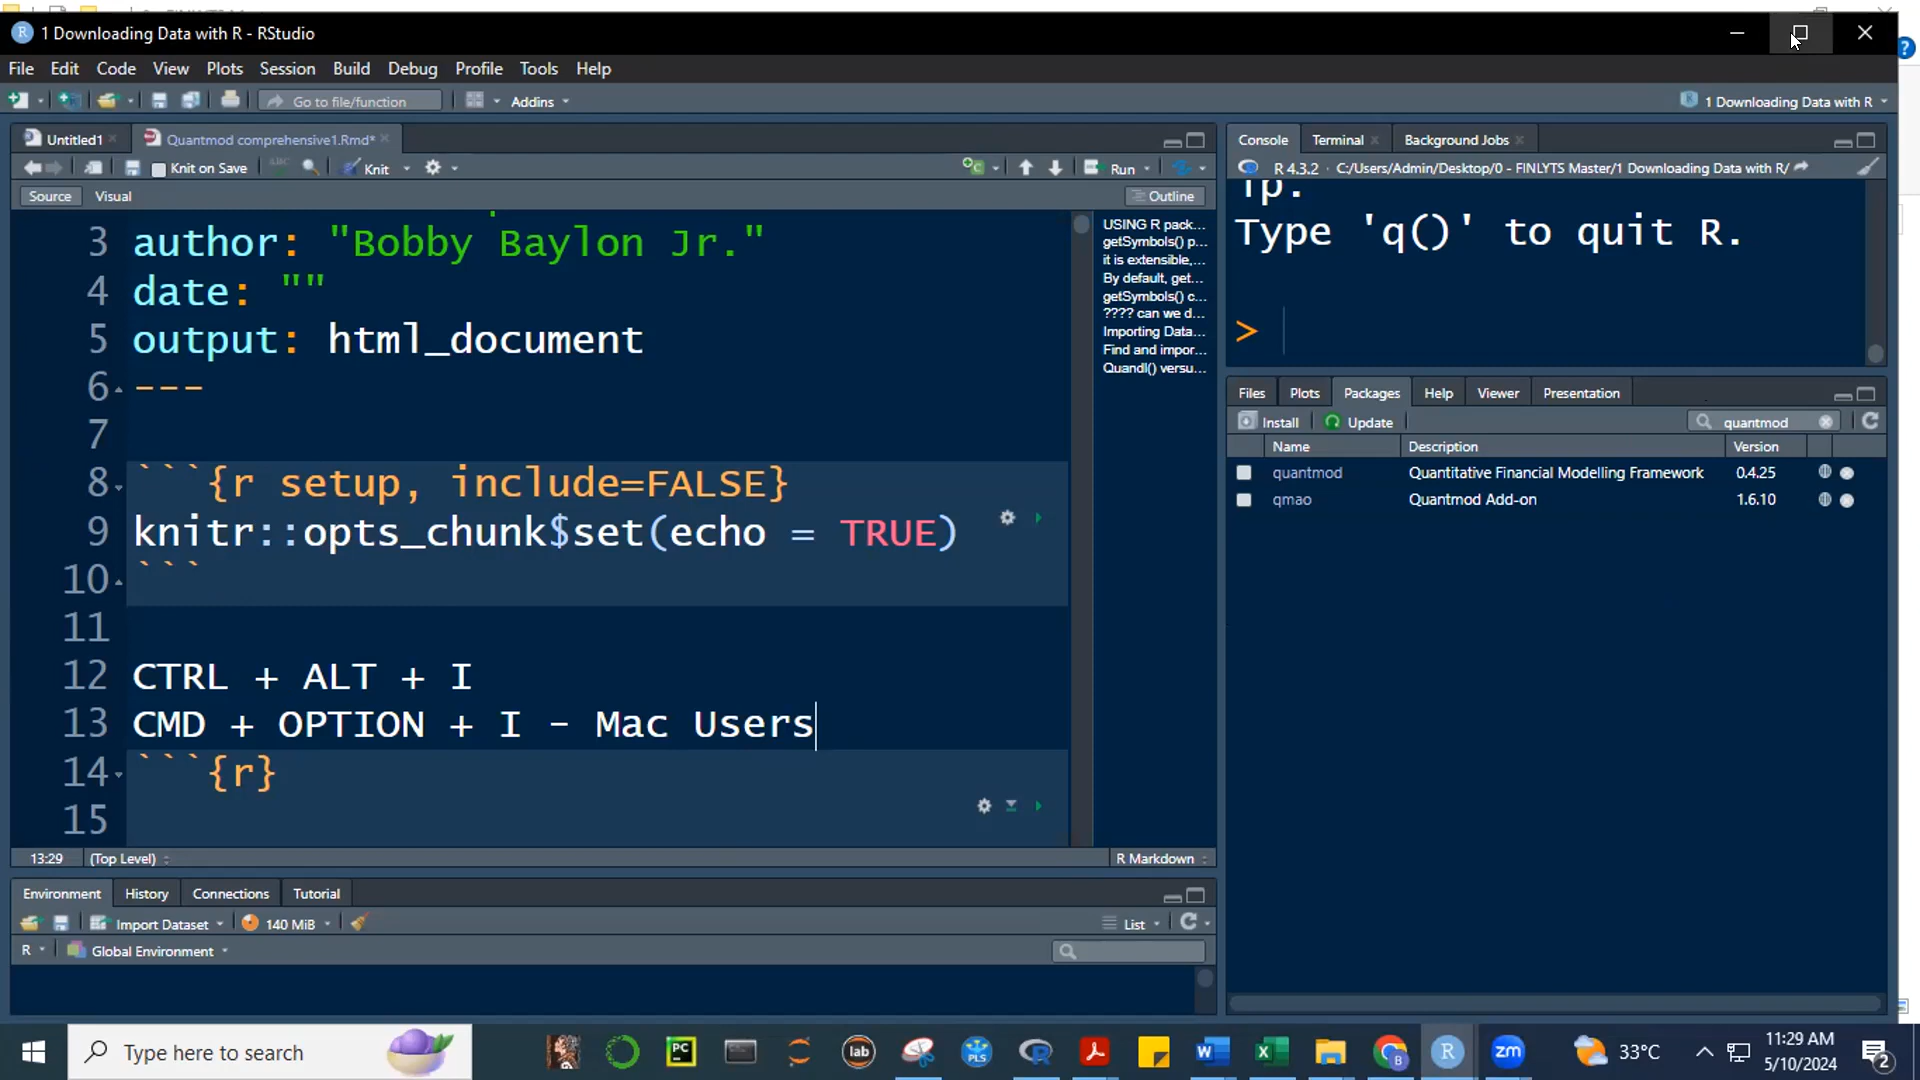 1 Downloading Data with R - RStudio
File Edit Code View Plots Session Build Debug Profile Tools Help
Go to file/function
Addins
1 Downloading Data with R
Untitled1
Quantmod comprehensive1.Rmd*
Knit on Save
ABC
Knit
Run
Source
Visual
Outline
3 author: "Bobby Baylon Jr."
4 date: ""
5 output: html_document
6 ---
7
8 ```{r setup, include=FALSE}
9 knitr::opts_chunk$set(echo = TRUE)
10 ```
11
12 CTRL + ALT + I
13 CMD + OPTION + I - Mac Users
14 ```{r}
15
USING R pack...
getSymbols() p...
it is extensible,...
By default, get...
getSymbols() c...
???? can we d...
Importing Data...
Find and impor...
Quandl() versu...
13:29
(Top Level)
R Markdown
Environment History Connections Tutorial
Import Dataset
140 MiB
List
R
Global Environment
Console Terminal Background Jobs
R 4.3.2 · C:/Users/Admin/Desktop/0 - FINLYTS Master/1 Downloading Data with R/
Type 'q()' to quit R.
>
Files Plots Packages Help Viewer Presentation
Install
Update
quantmod
Name Description Version
quantmod Quantitative Financial Modelling Framework 0.4.25
qmao Quantmod Add-on 1.6.10
Type here to search
PC
lab
PLS
zm
33°C
11:29 AM
5/10/2024
2